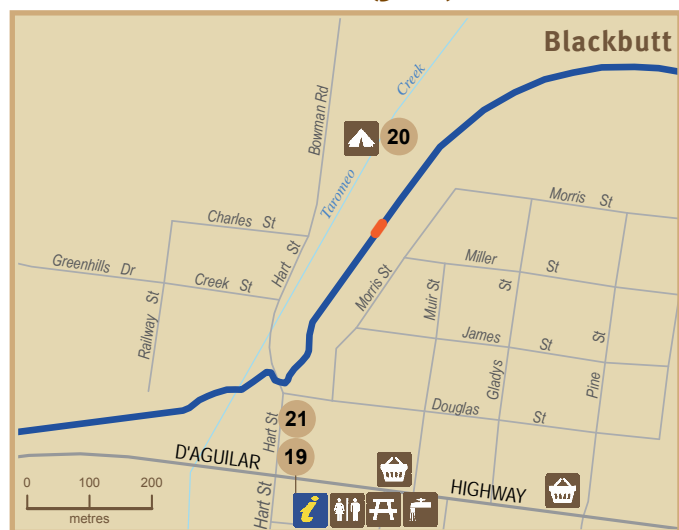 Blackbutt
Creek
Bowman Rd
20
Taromeo
Morris St
Charles St
Hart St
Greenhills Dr
Creek St
Miller St
Morris St
Muir St
Railway St
James St
Gladys St
Pine St
Douglas St
21
Hart St
D'AGUILAR
19
HIGHWAY
0 100 200
metres
Hart St
i